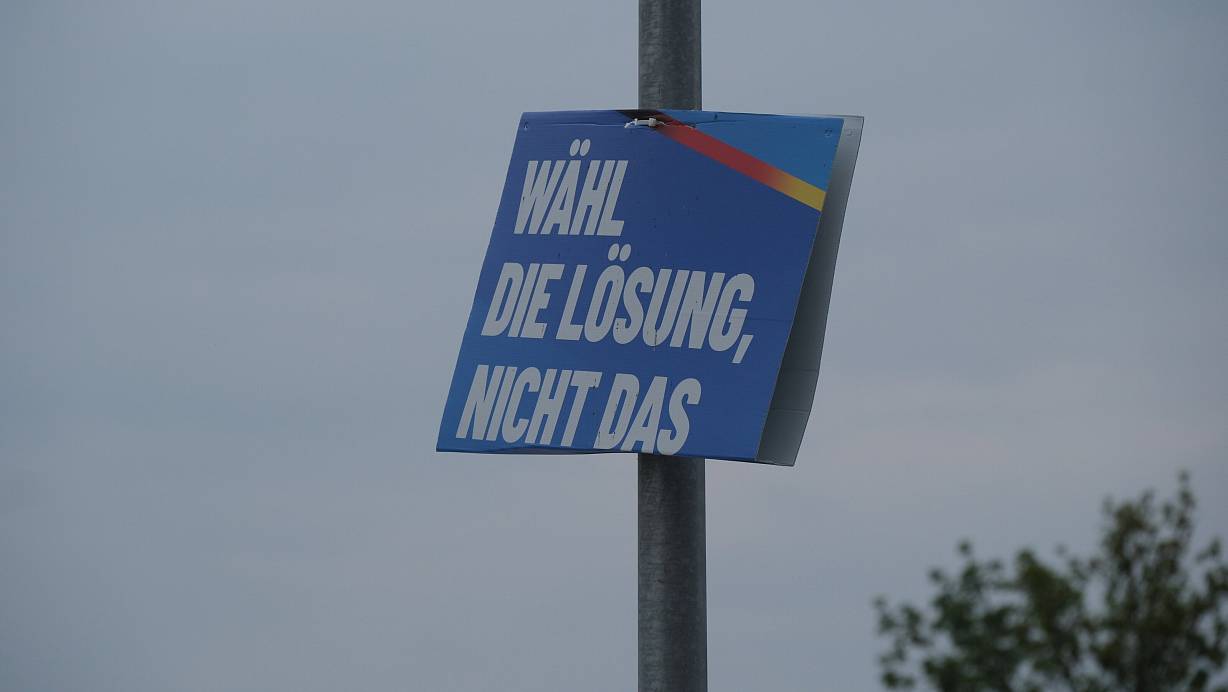 WÄHL
DIE LÖSUNG,
NICHT DAS